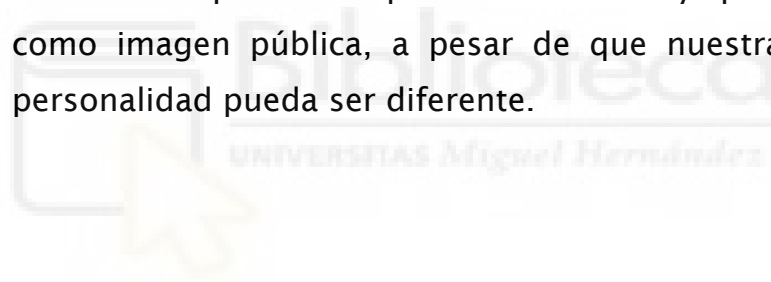 como imagen pública, a pesar de que nuestra
personalidad pueda ser diferente.
Biblioteca
UNIVERSITAS Miguel Hernández